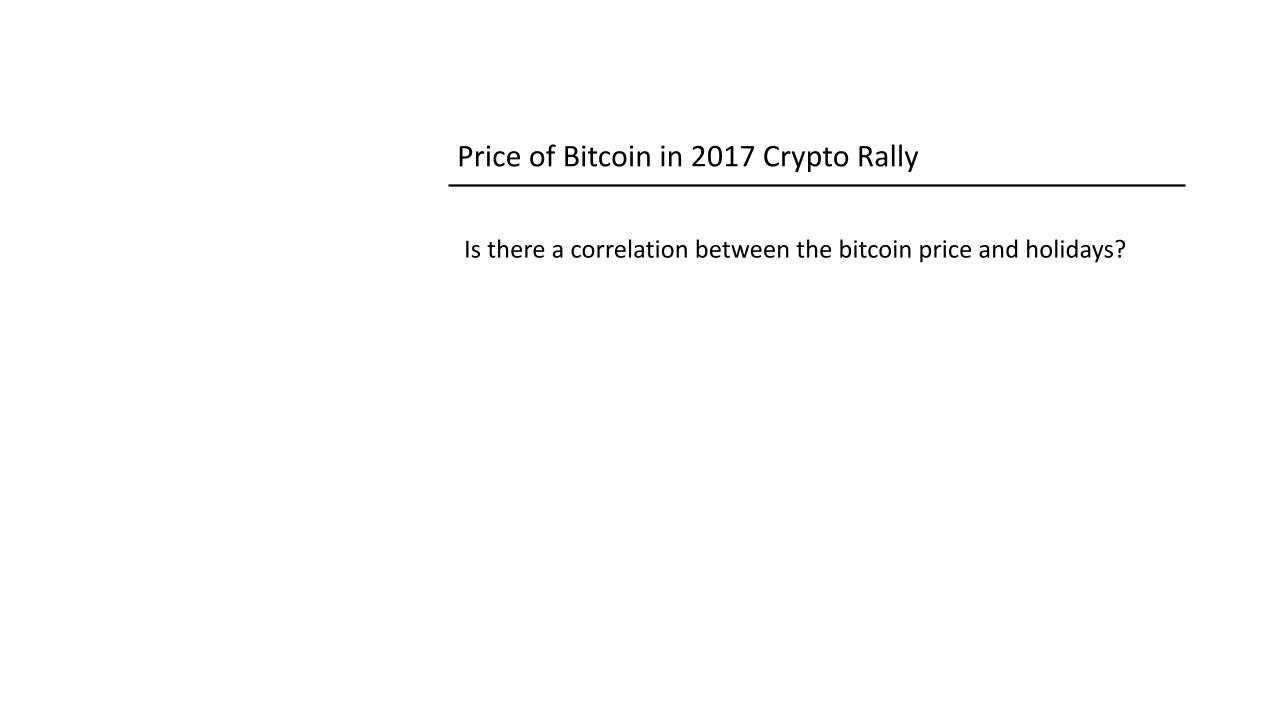 Price of Bitcoin in 2017 Crypto Rally
Is there a correlation between the bitcoin price and holidays?